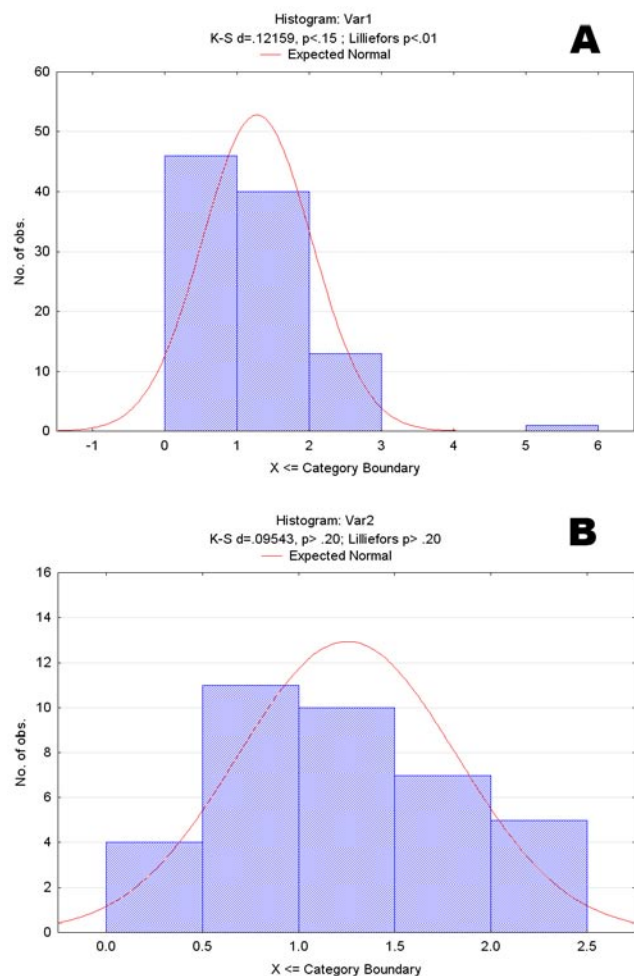 Histogram: Var1
K-S d=.12159, p<.15 ; Lilliefors p<.01
Expected Normal
A
60
50
40
30
20
10
0
No. of obs.
-1 0 1 2 3 4 5 6
X <= Category Boundary
Histogram: Var2
K-S d=.09543, p> .20; Lilliefors p> .20
Expected Normal
B
16
14
12
10
8
6
4
2
0
No. of obs.
0.0 0.5 1.0 1.5 2.0 2.5
X <= Category Boundary